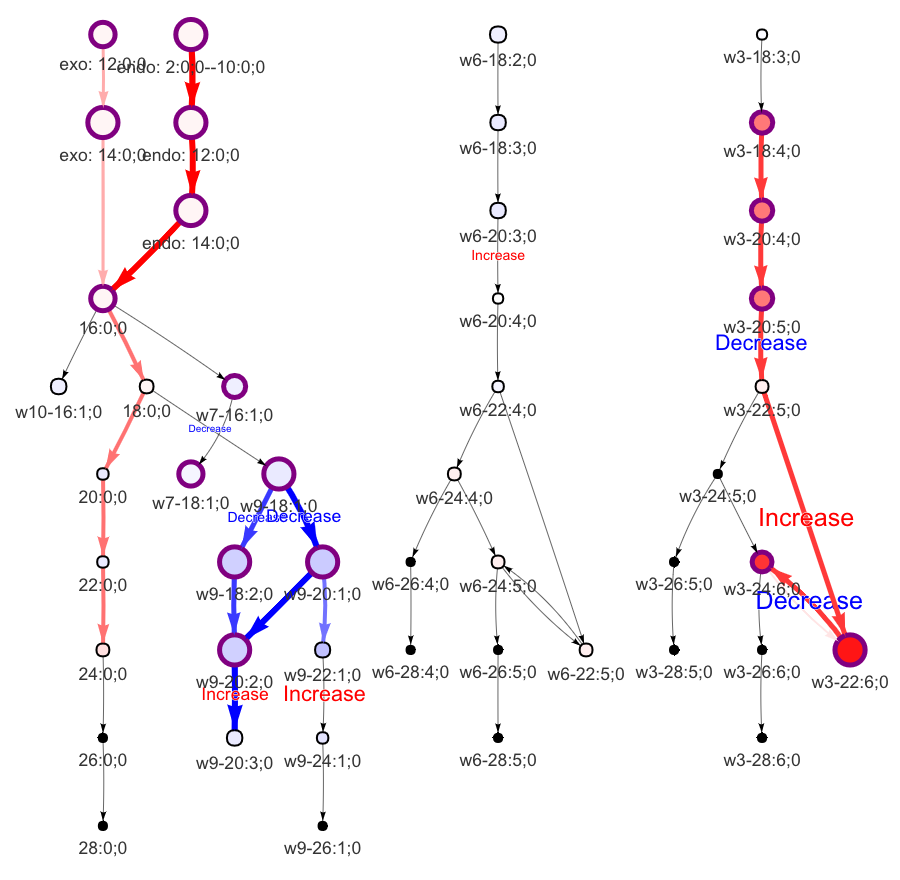 exo: 12:0;0
endo: 2:0;0--10:0;0
w6-18:2;0
w3-18:3;0
exo: 14:0;0
endo: 12:0;0
w6-18:3;0
w3-18:4;0
endo: 14:0;0
w6-20:3;0
w3-20:4;0
Increase
16:0;0
w6-20:4;0
w3-20:5;0
Decrease
w10-16:1;0
18:0;0
w7-16:1;0
w6-22:4;0
w3-22:5;0
Decrease
20:0;0
w7-18:1;0
w9-18:1;0
w6-24:4;0
w3-24:5;0
Decrease
Decrease
Increase
22:0;0
w9-18:2;0
w9-20:1;0
w6-26:4;0
w6-24:5;0
w3-26:5;0
w3-24:6;0
Decrease
24:0;0
w9-20:2;0
w9-22:1;0
w6-28:4;0
w6-26:5;0
w6-22:5;0
w3-28:5;0
w3-26:6;0
w3-22:6;0
Increase
Increase
26:0;0
w9-20:3;0
w9-24:1;0
w6-28:5;0
w3-28:6;0
28:0;0
w9-26:1;0